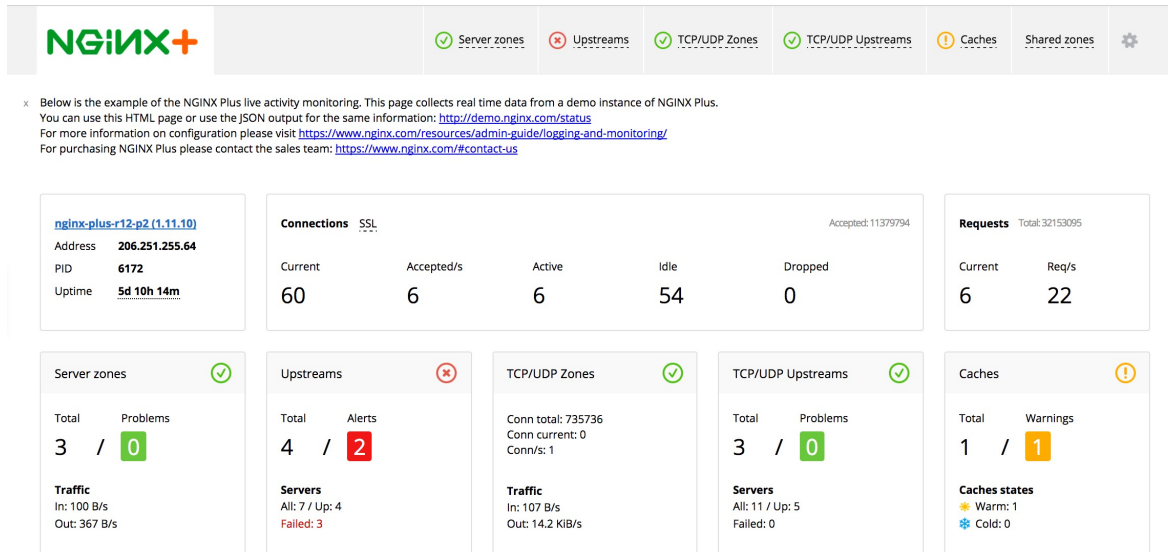 NGINX+
Server zones
Upstreams
TCP/UDP Zones
TCP/UDP Upstreams
Caches
Shared zones
x
Below is the example of the NGINX Plus live activity monitoring. This page collects real time data from a demo instance of NGINX Plus.
You can use this HTML page or use the JSON output for the same information: http://demo.nginx.com/status
For more information on configuration please visit https://www.nginx.com/resources/admin-guide/logging-and-monitoring/
For purchasing NGINX Plus please contact the sales team: https://www.nginx.com/#contact-us
nginx-plus-r12-p2 (1.11.10)
Address 206.251.255.64
PID 6172
Uptime 5d 10h 14m
Connections SSL Accepted: 11379794
Current Accepted/s Active Idle Dropped
60 6 6 54 0
Requests Total: 32153095
Current Req/s
6 22
Server zones
Total Problems
3 / 0
Traffic
In: 100 B/s
Out: 367 B/s
Upstreams
Total Alerts
4 / 2
Servers
All: 7 / Up: 4
Failed: 3
TCP/UDP Zones
Conn total: 735736
Conn current: 0
Conn/s: 1
Traffic
In: 107 B/s
Out: 14.2 KiB/s
TCP/UDP Upstreams
Total Problems
3 / 0
Servers
All: 11 / Up: 5
Failed: 0
Caches
Total Warnings
1 / 1
Caches states
Warm: 1
Cold: 0